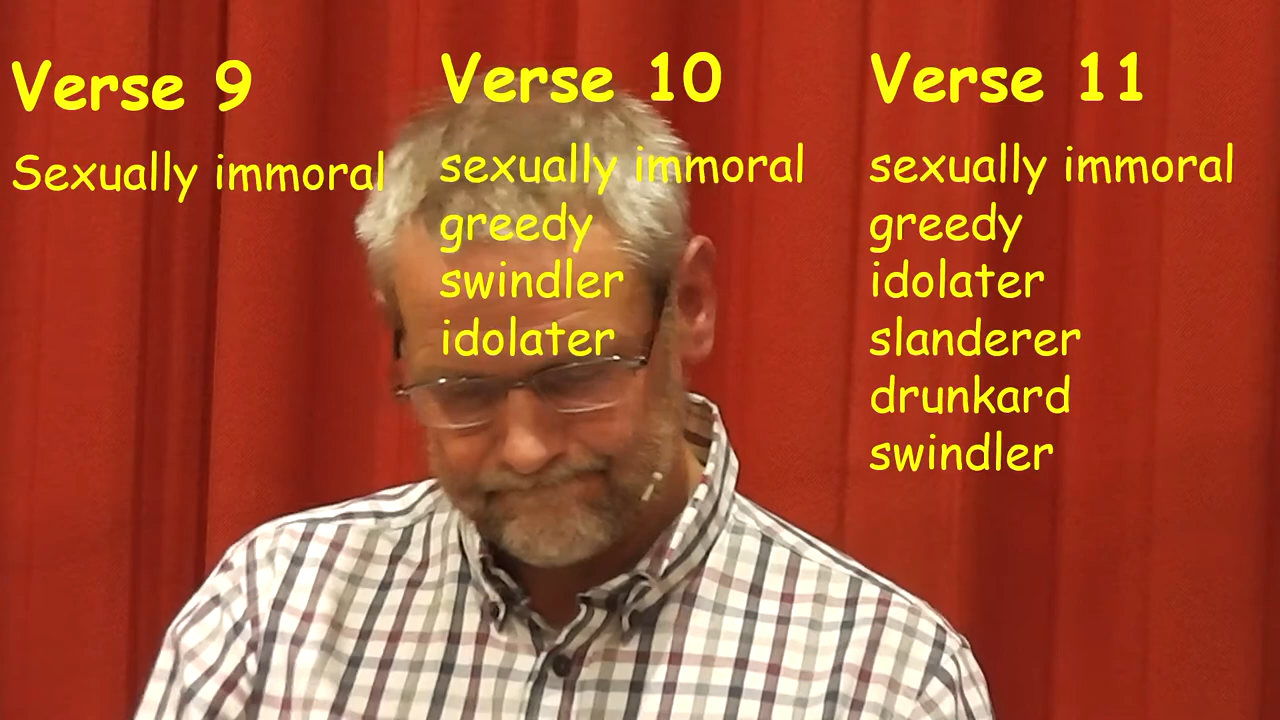 Verse 9
Sexually immoral
Verse 10
sexually immoral
greedy
swindler
idolater
Verse 11
sexually immoral
greedy
idolater
slanderer
drunkard
swindler